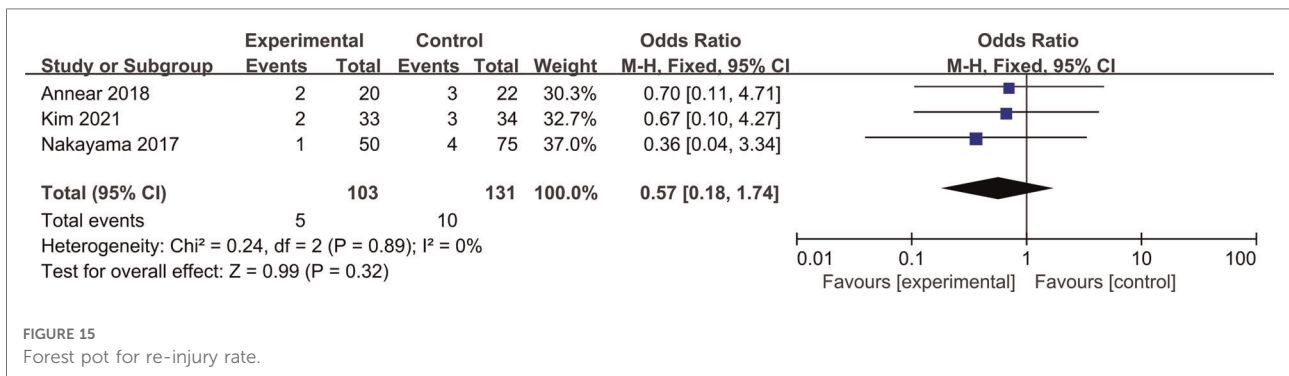 Experimental Control Odds Ratio Odds Ratio
Study or Subgroup Events Total Events Total Weight M-H, Fixed, 95% CI M-H, Fixed, 95% CI
Annear 2018 2 20 3 22 30.3% 0.70 [0.11, 4.71]
Kim 2021 2 33 3 34 32.7% 0.67 [0.10, 4.27]
Nakayama 2017 1 50 4 75 37.0% 0.36 [0.04, 3.34]
Total (95% CI) 103 131 100.0% 0.57 [0.18, 1.74]
Total events 5 10
Heterogeneity: Chi² = 0.24, df = 2 (P = 0.89); I² = 0%
Test for overall effect: Z = 0.99 (P = 0.32)
0.01 0.1 1 10 100
Favours [experimental] Favours [control]
FIGURE 15
Forest pot for re-injury rate.